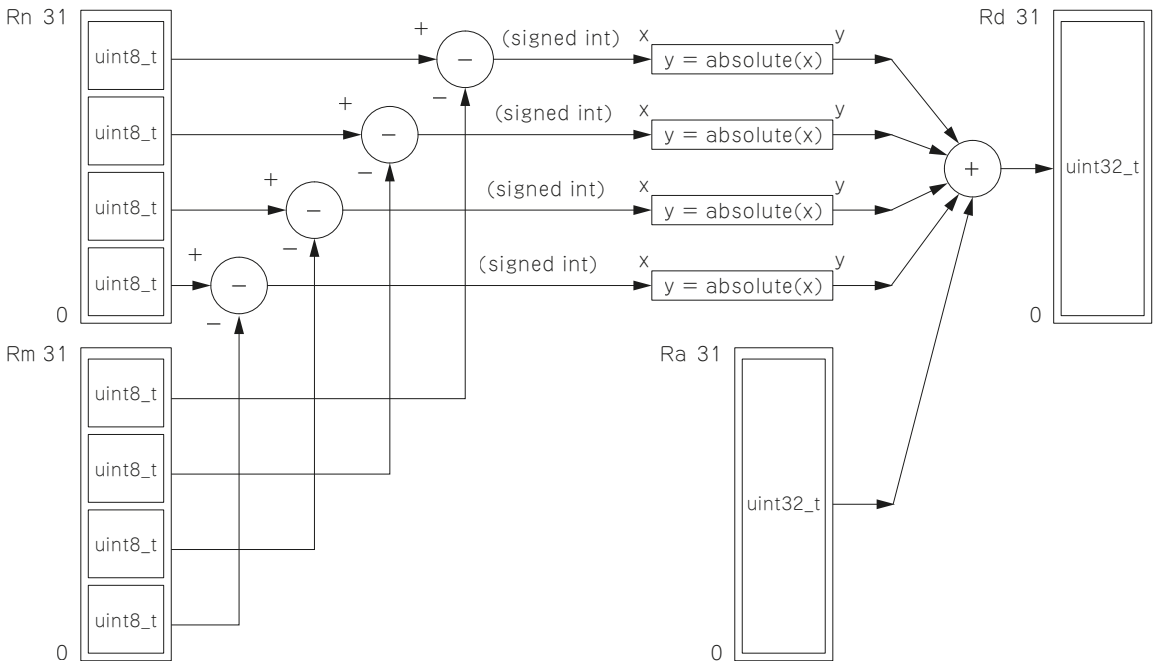 Rn 31
uint8_t
uint8_t
uint8_t
uint8_t
0
+
−
−
(signed int)
x
y = absolute(x)
y
+
−
−
(signed int)
x
y = absolute(x)
y
+
−
−
(signed int)
x
y = absolute(x)
y
+
−
−
(signed int)
x
y = absolute(x)
y
+
Rd 31
uint32_t
0
Rm 31
uint8_t
uint8_t
uint8_t
uint8_t
0
Ra 31
uint32_t
0